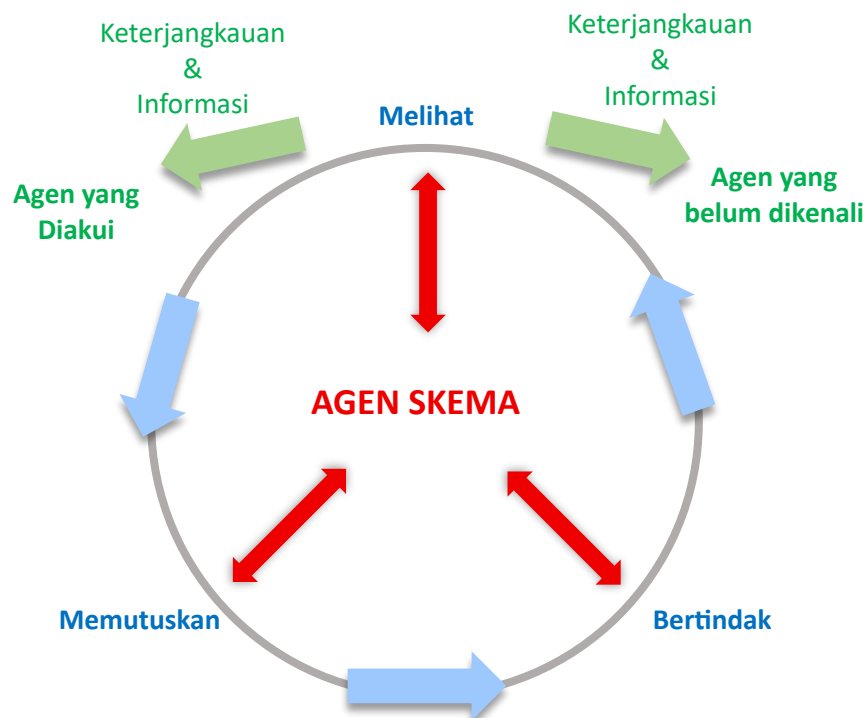 Keterjangkauan
&
Informasi
Keterjangkauan
&
Informasi
Melihat
Agen yang
Diakui
Agen yang
belum dikenali
AGEN SKEMA
Memutuskan
Bertindak